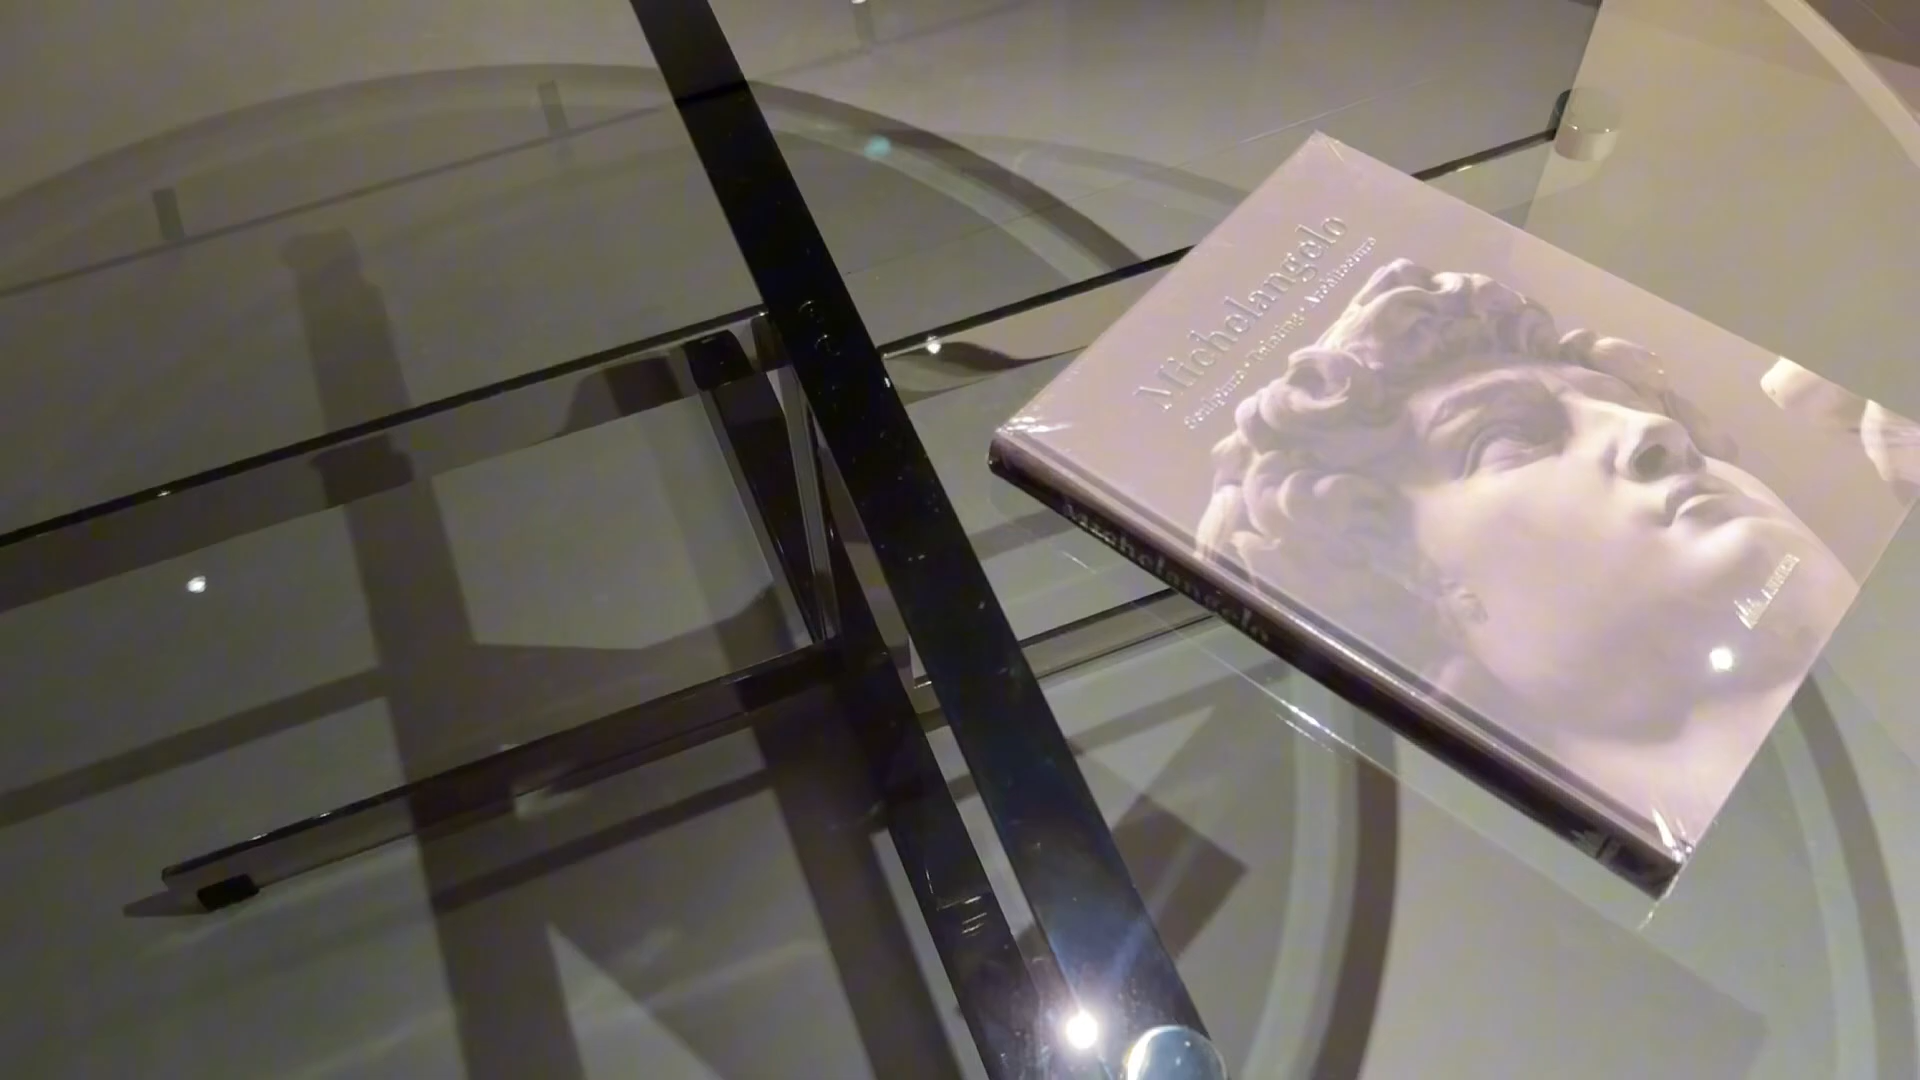 Michelangelo
Sculpture • Painting • Architecture
Michelangelo